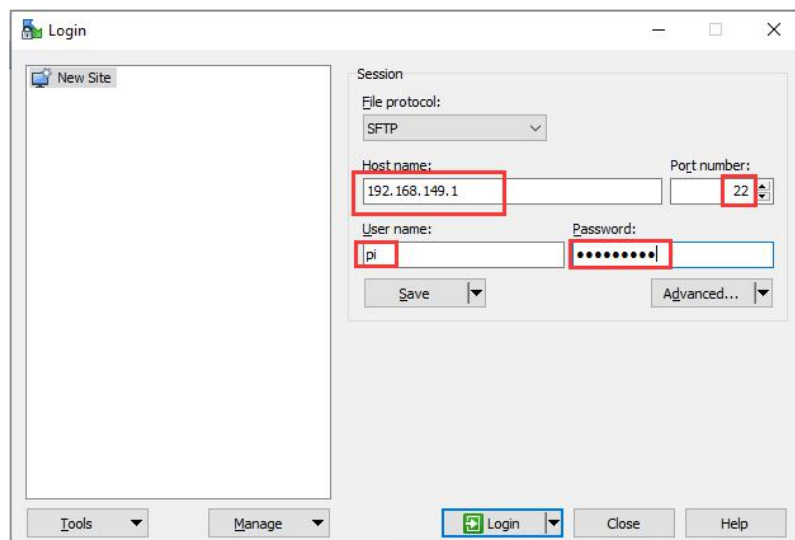 Login
New Site
Session
File protocol:
SFTP
Host name:
Port number:
192.168.149.1
22
User name:
Password:
pi
●●●●●●●●●
Save
Advanced...
Tools
Manage
Login
Close
Help